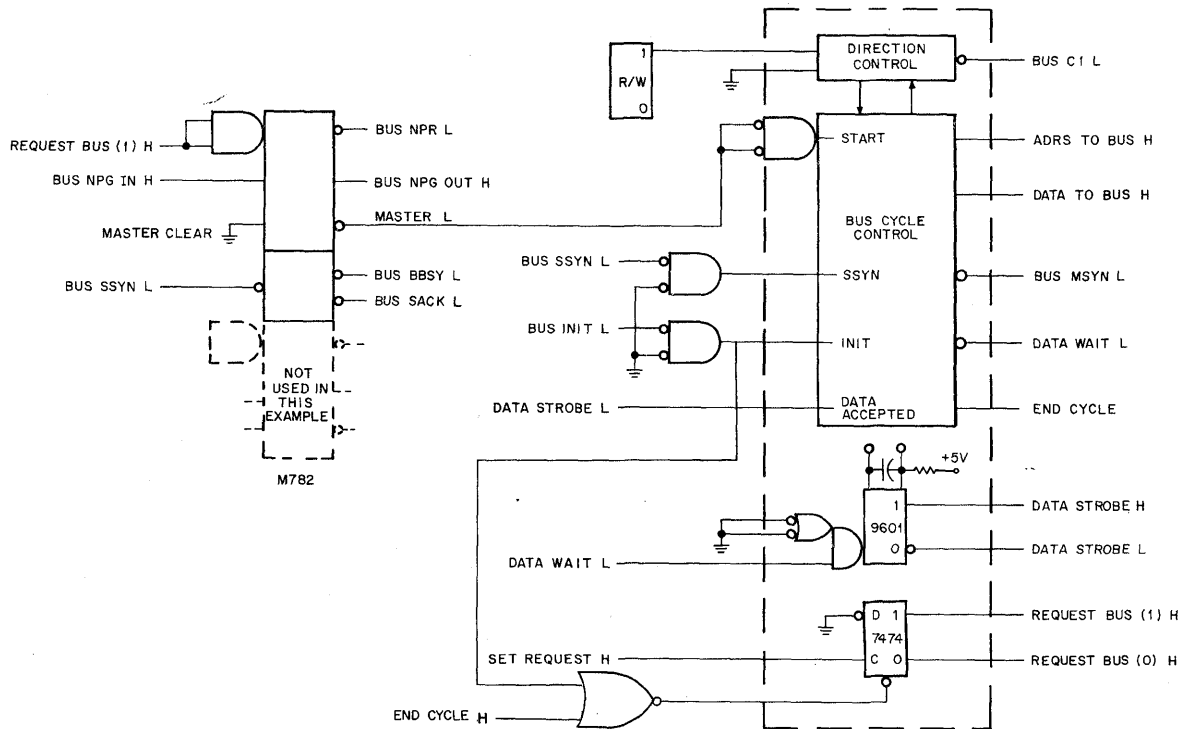 REQUEST BUS (1) H
BUS NPG IN H
MASTER CLEAR
BUS SSYN L
BUS NPR L
BUS NPG OUT H
MASTER L
BUS BBSY L
BUS SACK L
NOT
USED IN
THIS
EXAMPLE
M782
1
R/W
0
DIRECTION
CONTROL
BUS C1 L
START
ADRS TO BUS H
DATA TO BUS H
BUS CYCLE
CONTROL
BUS SSYN L
SSYN
BUS MSYN L
BUS INIT L
INIT
DATA WAIT L
DATA STROBE L
DATA
ACCEPTED
END CYCLE
+5V
1
9601
0
DATA STROBE H
DATA STROBE L
DATA WAIT L
D 1
7474
C 0
REQUEST BUS (1) H
SET REQUEST H
REQUEST BUS (0) H
END CYCLE H